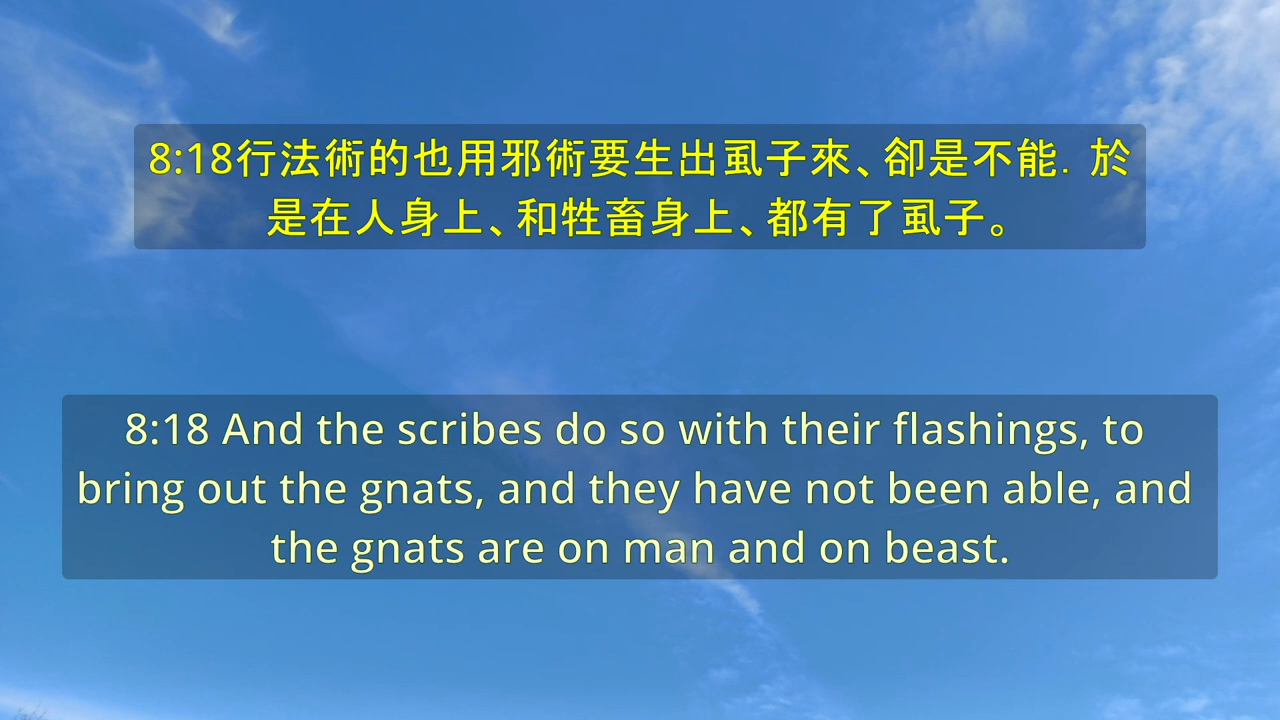 8:18行法術的也用邪術要生出虱子來、卻是不能. 於
是在人身上、和牲畜身上、都有了虱子。
8:18 And the scribes do so with their flashings, to
bring out the gnats, and they have not been able, and
the gnats are on man and on beast.